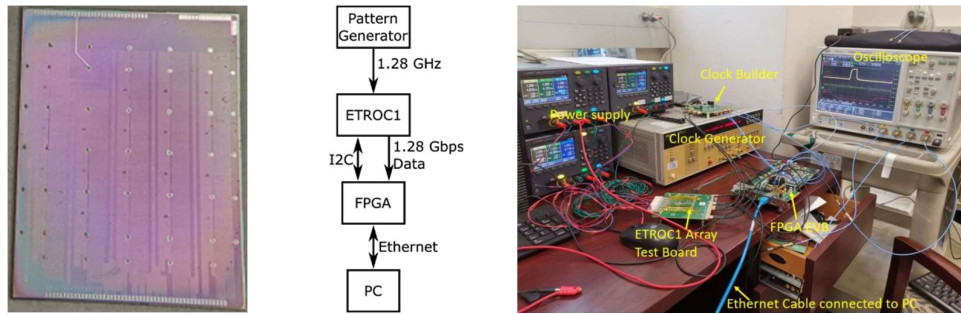 Pattern
Generator
1.28 GHz
ETROC1
I2C
1.28 Gbps
Data
FPGA
Ethernet
PC
Oscilloscope
Clock Builder
Power supply
Clock Generator
ETROC1 Array
Test Board
FPGA EVB
Ethernet Cable connected to PC